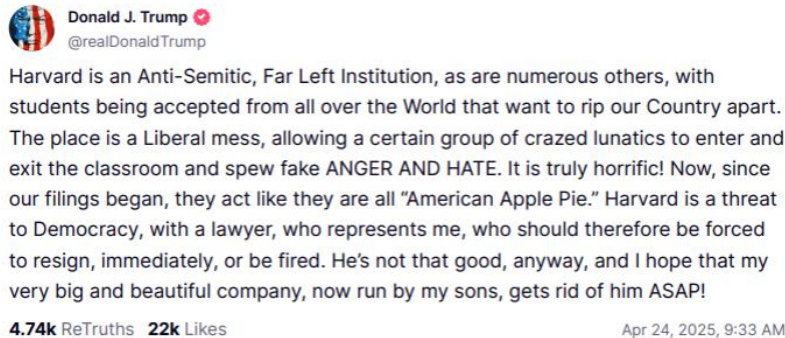 Donald J. Trump
@realDonaldTrump
Harvard is an Anti-Semitic, Far Left Institution, as are numerous others, with
students being accepted from all over the World that want to rip our Country apart.
The place is a Liberal mess, allowing a certain group of crazed lunatics to enter and
exit the classroom and spew fake ANGER AND HATE. It is truly horrific! Now, since
our filings began, they act like they are all “American Apple Pie.” Harvard is a threat
to Democracy, with a lawyer, who represents me, who should therefore be forced
to resign, immediately, or be fired. He’s not that good, anyway, and I hope that my
very big and beautiful company, now run by my sons, gets rid of him ASAP!
4.74k ReTruths 22k Likes Apr 24, 2025, 9:33 AM